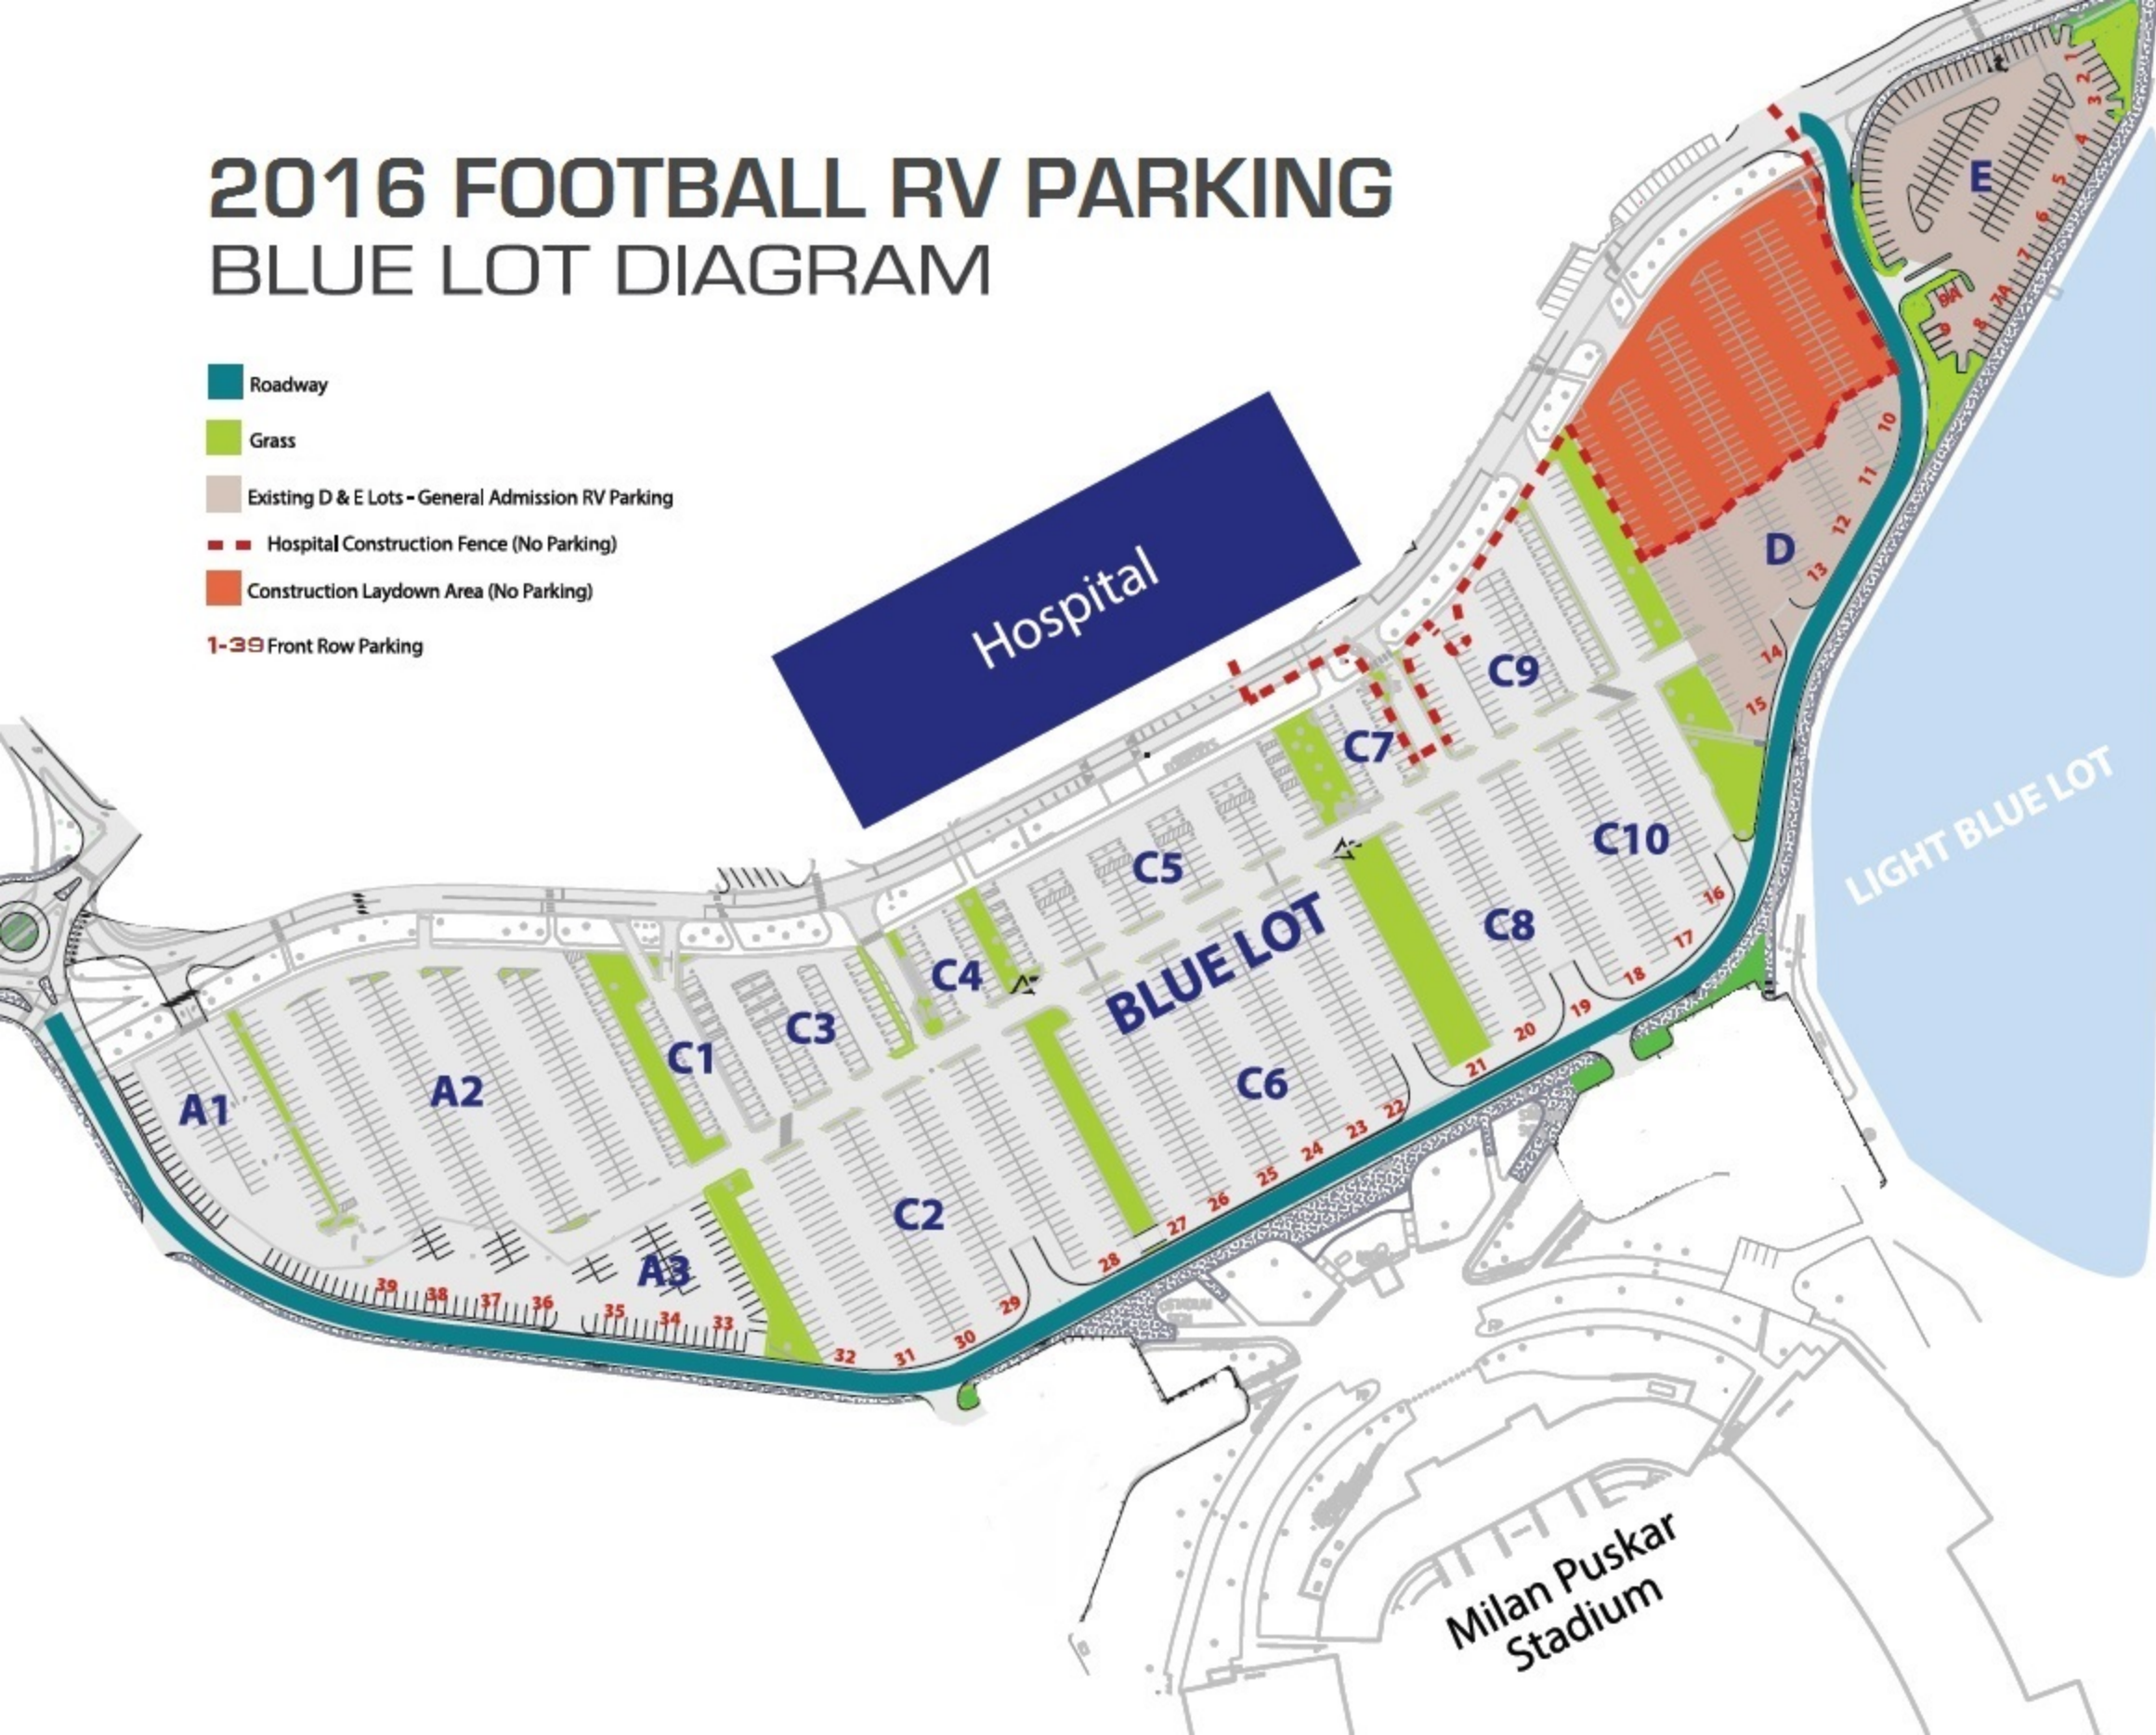 2016 FOOTBALL RV PARKING
BLUE LOT DIAGRAM
Roadway
Grass
Existing D & E Lots - General Admission RV Parking
Hospital Construction Fence (No Parking)
Construction Laydown Area (No Parking)
1-39 Front Row Parking
Hospital
E
1
2
3
4
5
6
7
7A
8
9
9A
D
10
11
12
13
14
15
C9
C7
C10
C5
C8
BLUE LOT
LIGHT BLUE LOT
C4
C3
C1
C6
A2
A1
C2
A3
16
17
18
19
20
21
22
23
24
25
26
27
28
29
30
31
32
33
34
35
36
37
38
39
Milan Puskar
Stadium